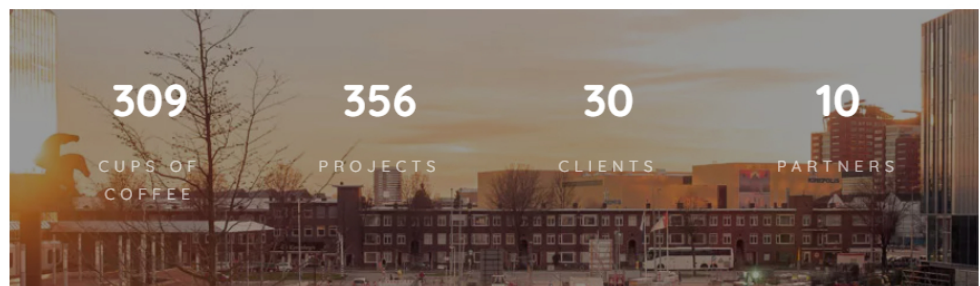 309
CUPS OF
COFFEE
356
PROJECTS
30
CLIENTS
10
PARTNERS